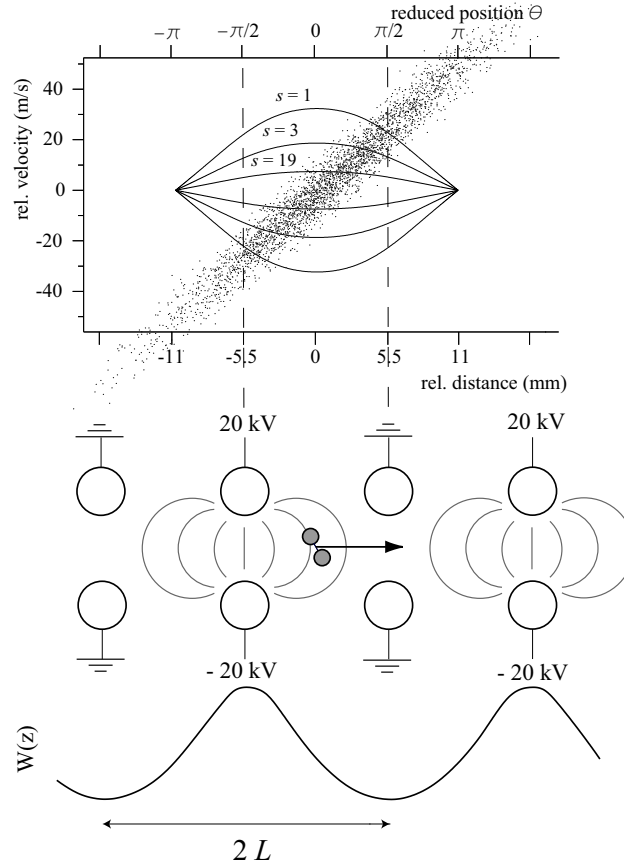 reduced position Θ
−π −π/2 0 π/2 π
rel. velocity (m/s)
40
20
0
-20
-40
s = 1
s = 3
s = 19
-11 -5.5 0 5.5 11
rel. distance (mm)
20 kV 20 kV
- 20 kV - 20 kV
W(z)
2 L